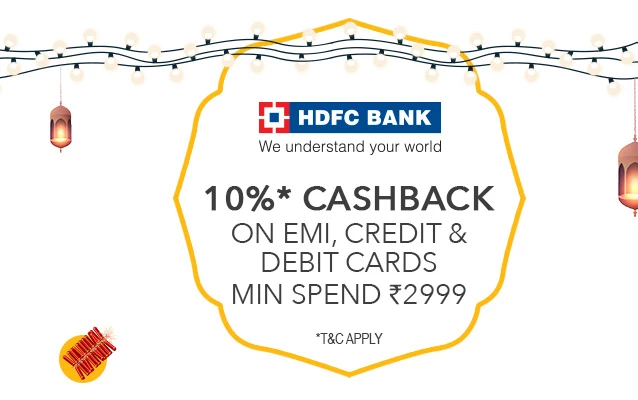 HDFC BANK
We understand your world
10%* CASHBACK
ON EMI, CREDIT &
DEBIT CARDS
MIN SPEND ₹2999
*T&C APPLY